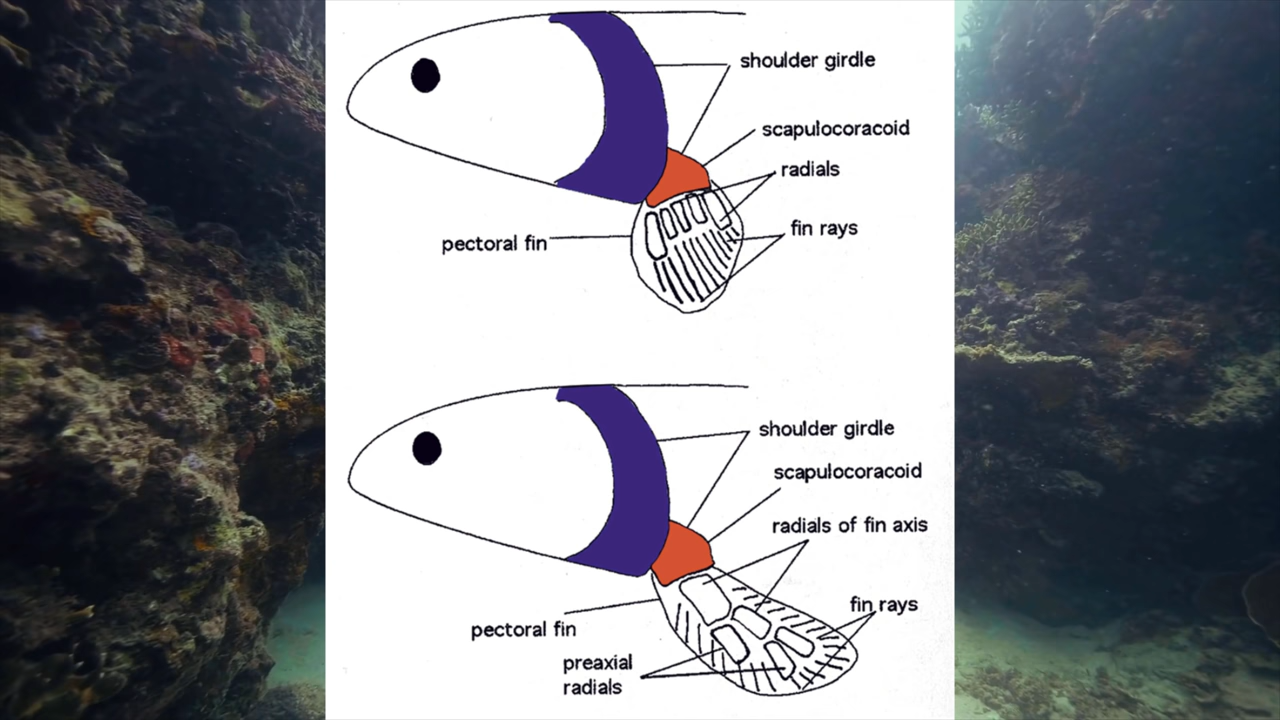 shoulder girdle
scapulocoracoid
radials
fin rays
pectoral fin
shoulder girdle
scapulocoracoid
radials of fin axis
fin rays
pectoral fin
preaxial
radials